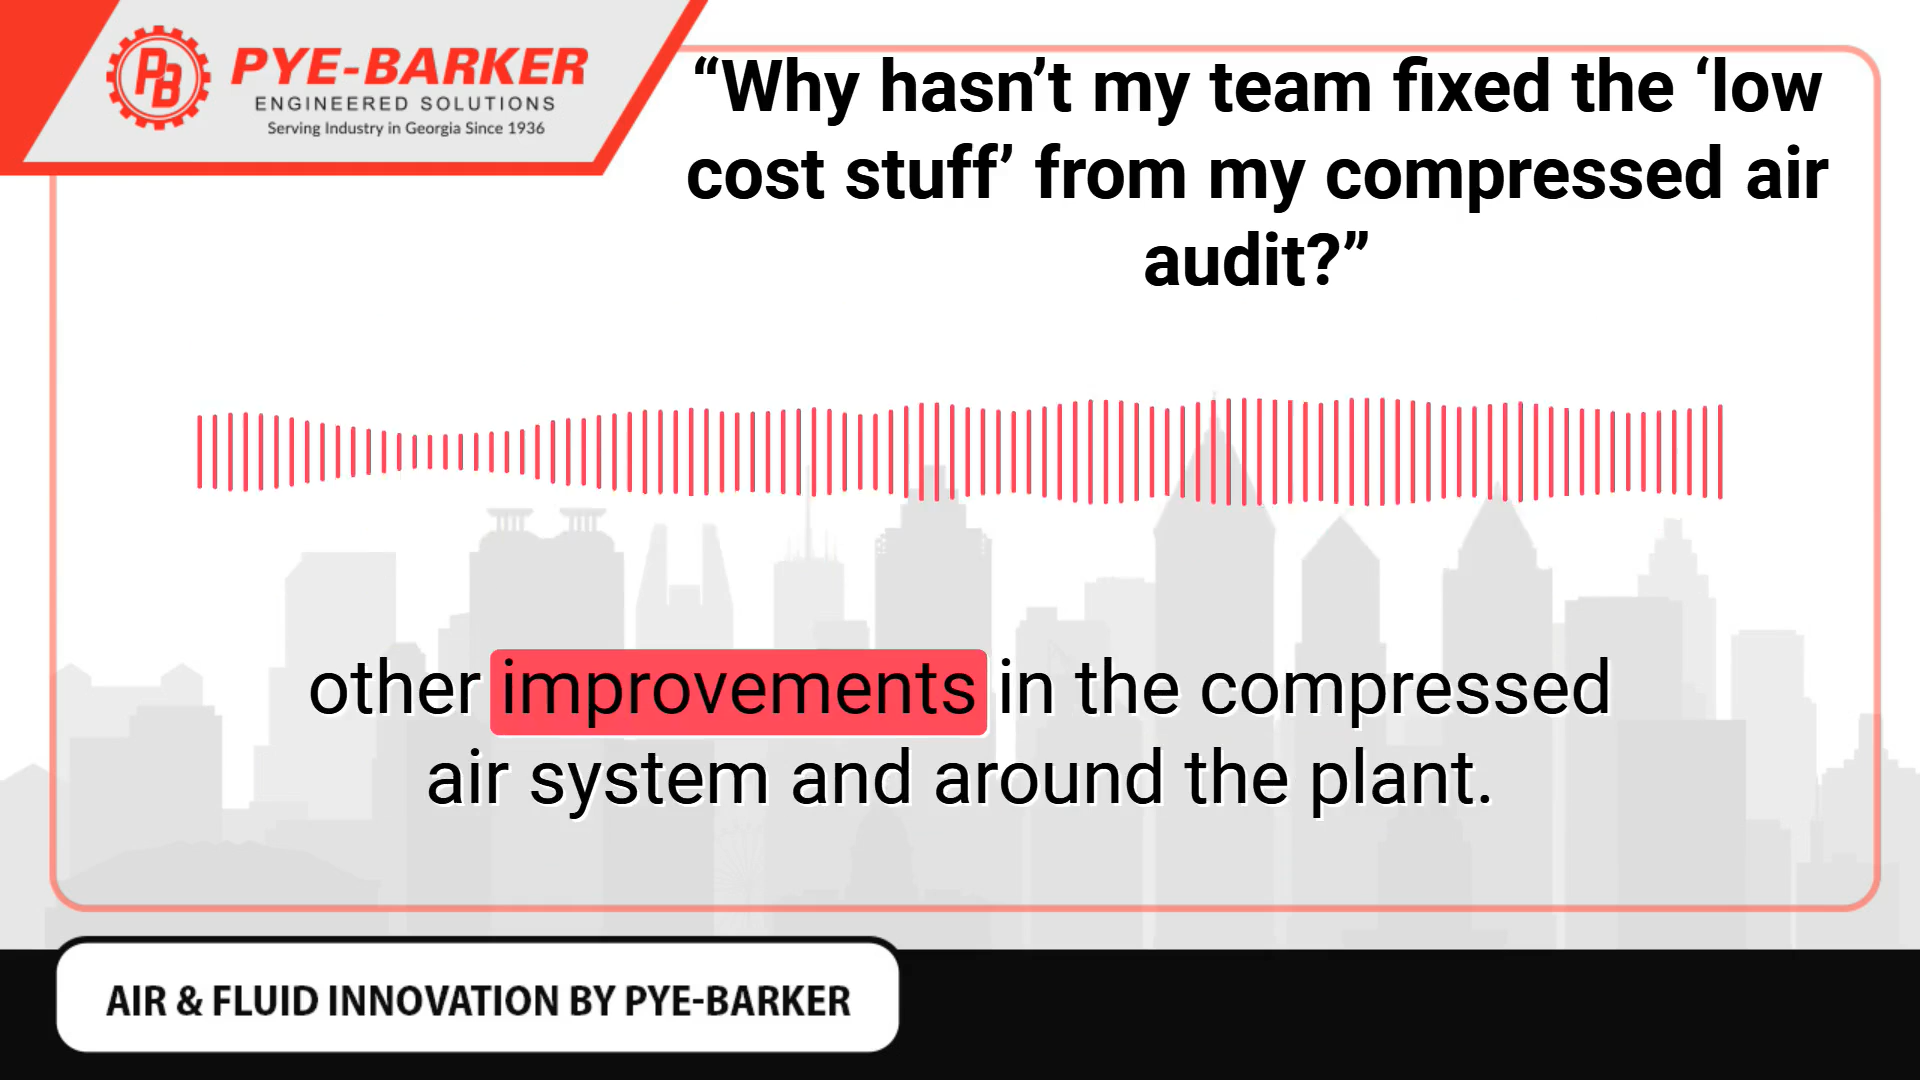 PB
PYE-BARKER
ENGINEERED SOLUTIONS
Serving Industry in Georgia Since 1936
“Why hasn’t my team fixed the ‘low
cost stuff’ from my compressed air
audit?”
other improvements in the compressed
air system and around the plant.
AIR & FLUID INNOVATION BY PYE-BARKER